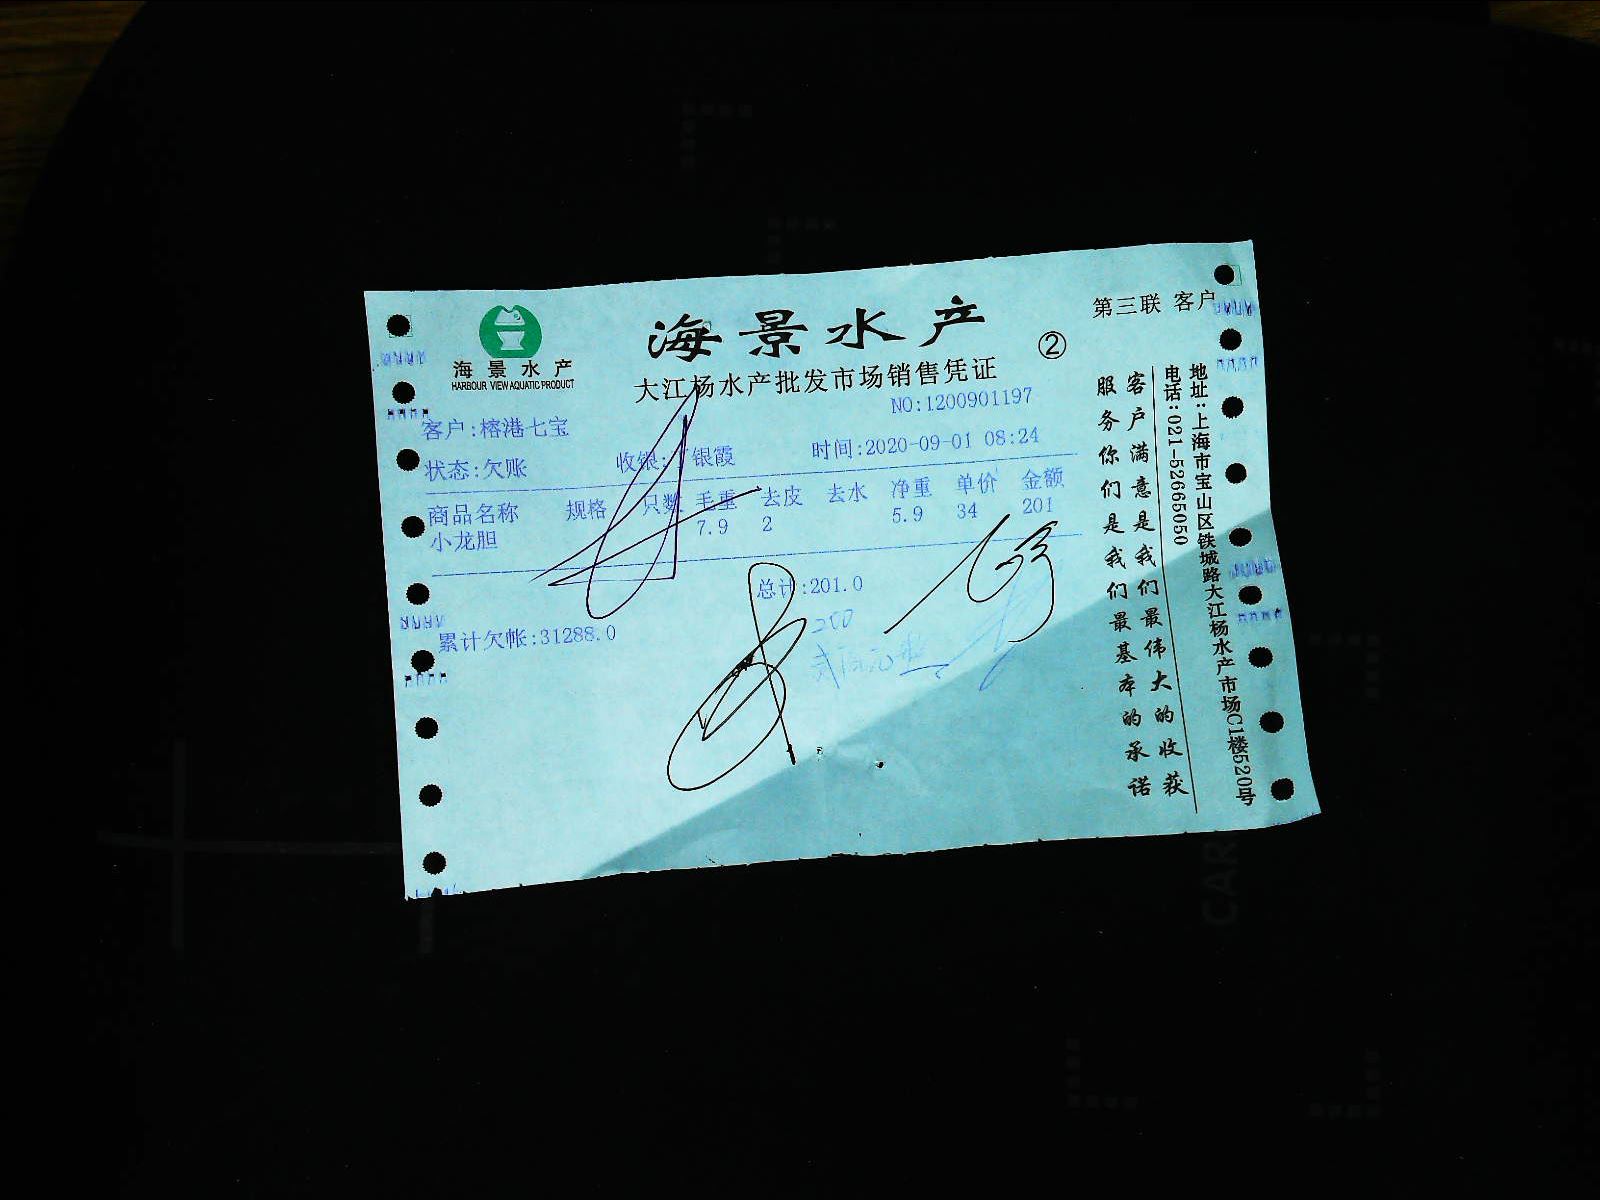 第三联 客户
海景水产
②
海景水产
HARBOUR VIEW AQUATIC PRODUCT
大江杨水产批发市场销售凭证
NO:1200901197
客户:榕港七宝
状态:欠账 收银: 银霞 时间:2020-09-01 08:24
商品名称 规格 只数 毛重 去皮 去水 净重 单价 金额
小龙胆 7.9 2 5.9 34 201
总计:201.0
累计欠帐:31288.0
200
客户满意是我们最伟大的收获
服务你们是我们最基本的承诺
地址:上海市宝山区铁城路大江杨水产市场C1楼520号
电话:021-52665050
CAR